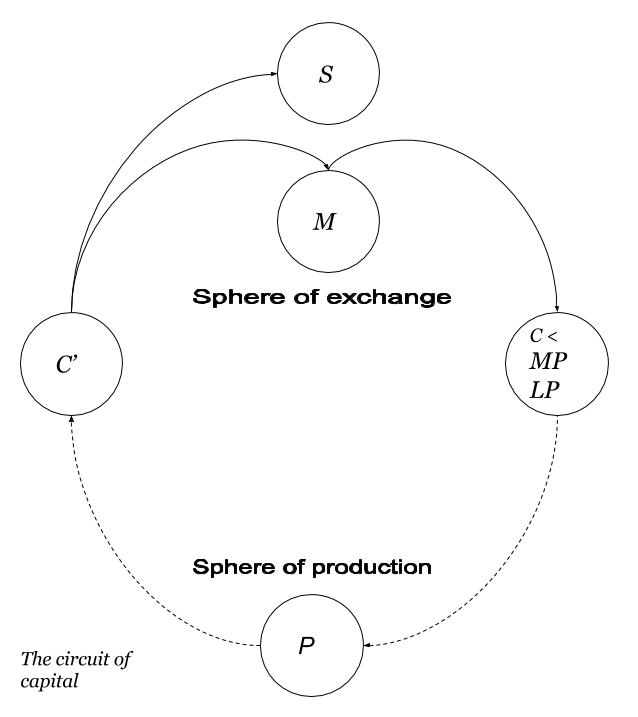 S
M
Sphere of exchange
C’
C <
MP
LP
Sphere of production
P
The circuit of
capital